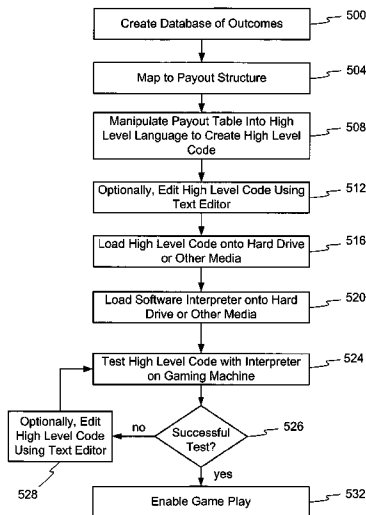 Create Database of Outcomes
500
Map to Payout Structure
504
Manipulate Payout Table Into High
Level Language to Create High Level
Code
508
Optionally, Edit High Level Code Using
Text Editor
512
Load High Level Code onto Hard Drive
or Other Media
516
Load Software Interpreter onto Hard
Drive or Other Media
520
Test High Level Code with Interpreter
on Gaming Machine
524
Successful
Test?
526
no
Optionally, Edit
High Level Code
Using Text Editor
528
yes
Enable Game Play
532